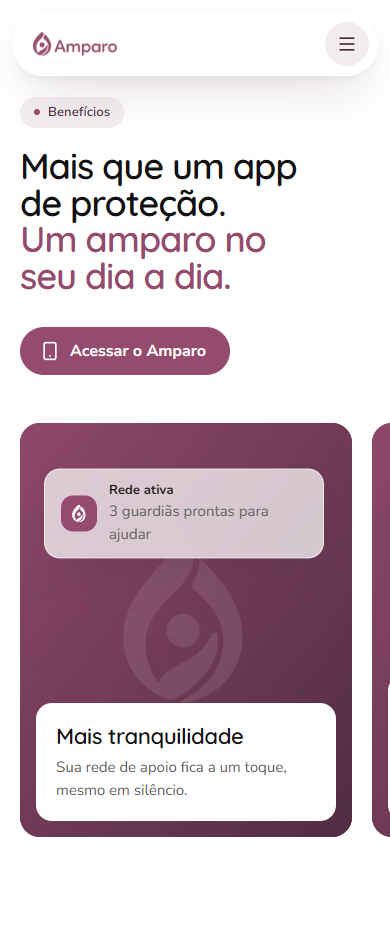 Amparo
Benefícios
Mais que um app
de proteção.
Um amparo no
seu dia a dia.
Acessar o Amparo
Rede ativa
3 guardiãs prontas para
ajudar
Mais tranquilidade
Sua rede de apoio fica a um toque,
mesmo em silêncio.